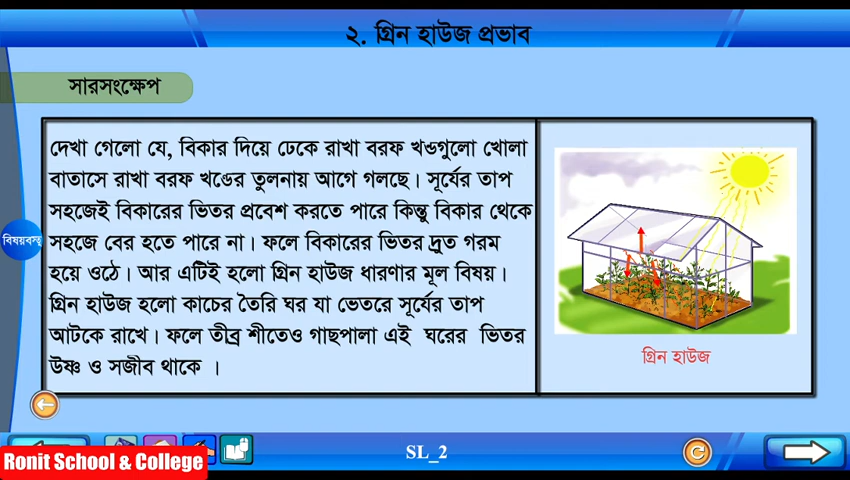 ২. গ্রিন হাউজ প্রভাব
সারসংক্ষেপ
দেখা গেলো যে, বিকার দিয়ে ঢেকে রাখা বরফ খন্ডগুলো খোলা
বাতাসে রাখা বরফ খন্ডের তুলনায় আগে গলছে। সূর্যের তাপ
সহজেই বিকারের ভিতর প্রবেশ করতে পারে কিন্তু বিকার থেকে
সহজে বের হতে পারে না। ফলে বিকারের ভিতর দ্রুত গরম
হয়ে ওঠে। আর এটিই হলো গ্রিন হাউজ ধারণার মূল বিষয়।
গ্রিন হাউজ হলো কাচের তৈরি ঘর যা ভেতরে সূর্যের তাপ
আটকে রাখে। ফলে তীব্র শীতেও গাছপালা এই ঘরের ভিতর
উষ্ণ ও সজীব থাকে ।
গ্রিন হাউজ
বিষয়বস্তু
SL_2
Ronit School & College